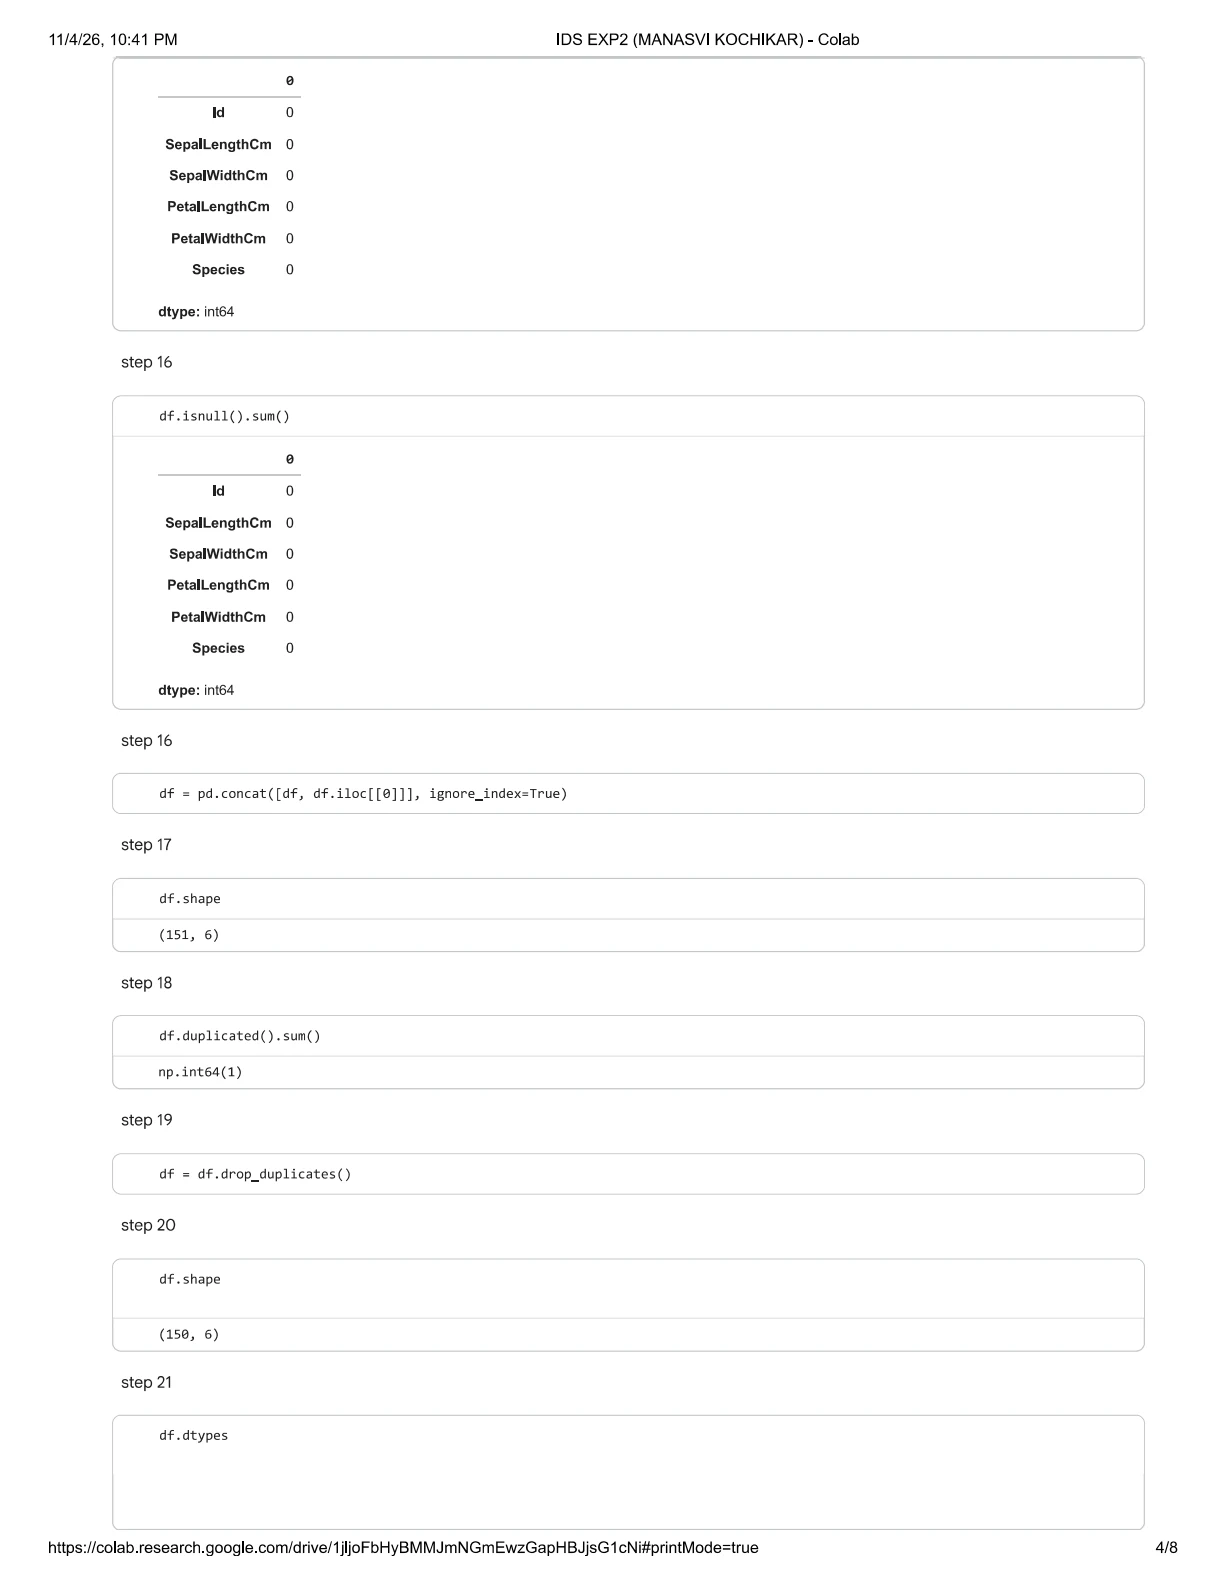 11/4/26, 10:41 PM IDS EXP2 (MANASVI KOCHIKAR) - Colab
0
Id 0
SepalLengthCm 0
SepalWidthCm 0
PetalLengthCm 0
PetalWidthCm 0
Species 0
dtype: int64
step 16
df.isnull().sum()
0
Id 0
SepalLengthCm 0
SepalWidthCm 0
PetalLengthCm 0
PetalWidthCm 0
Species 0
dtype: int64
step 16
df = pd.concat([df, df.iloc[[0]]], ignore_index=True)
step 17
df.shape
(151, 6)
step 18
df.duplicated().sum()
np.int64(1)
step 19
df = df.drop_duplicates()
step 20
df.shape
(150, 6)
step 21
df.dtypes
https://colab.research.google.com/drive/1jljoFbHyBMMJmNGmEwzGapHBJjsG1cNi#printMode=true 4/8